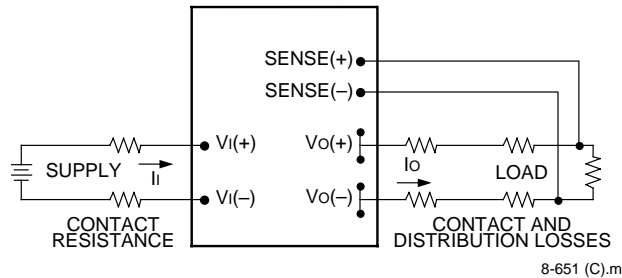 SENSE(+)
SENSE(–)
VI(+)
VO(+)
SUPPLY
II
IO
LOAD
VI(–)
VO(–)
CONTACT
RESISTANCE
CONTACT AND
DISTRIBUTION LOSSES
8-651 (C).m